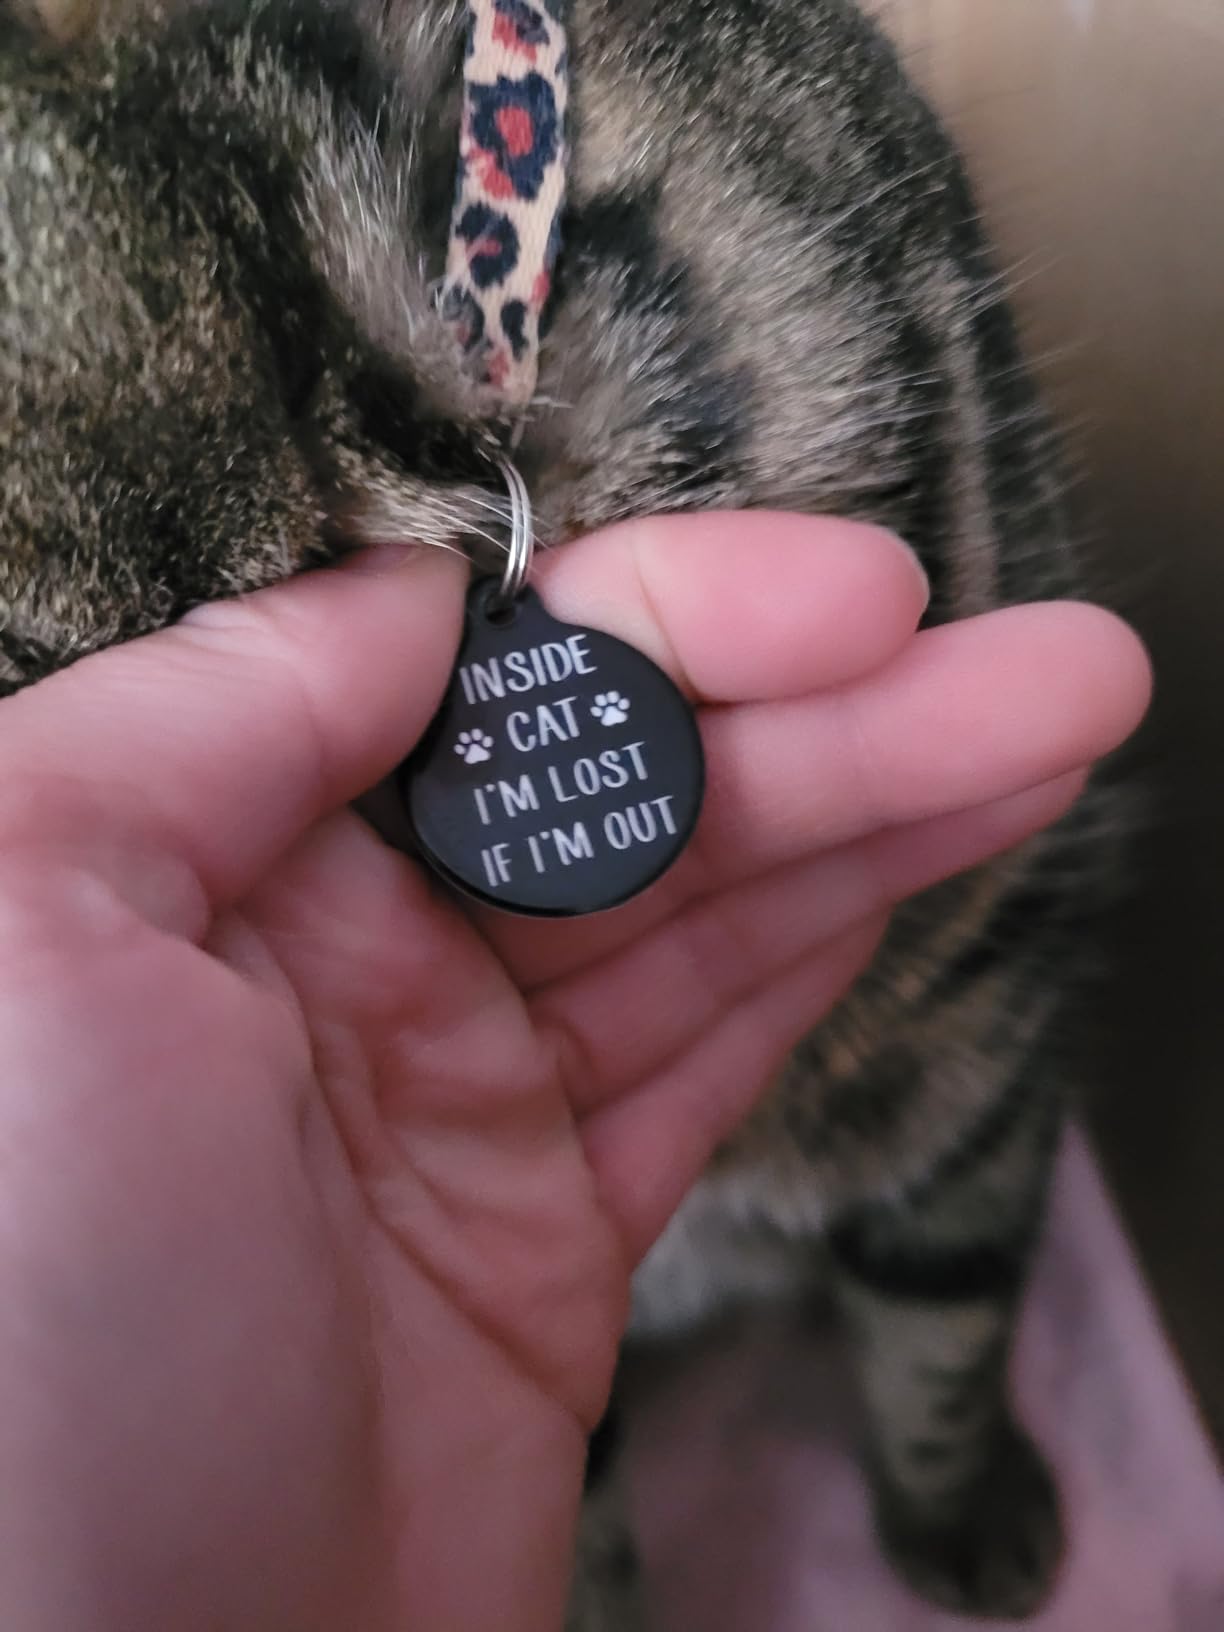 INSIDE
CAT
I'M LOST
IF I'M OUT